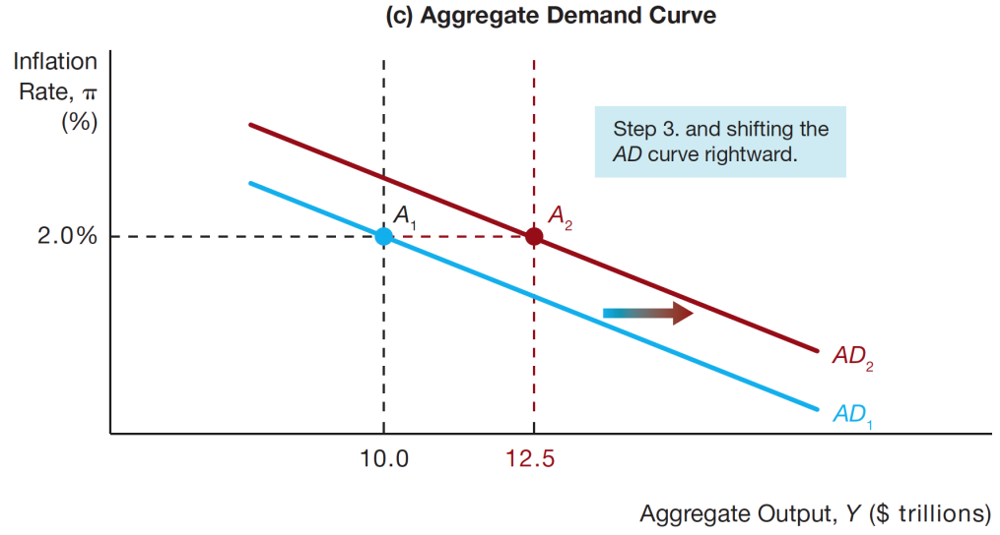 (c) Aggregate Demand Curve
Inflation
Rate, π
(%)
Step 3. and shifting the
AD curve rightward.
A1
A2
2.0%
AD2
AD1
10.0
12.5
Aggregate Output, Y ($ trillions)